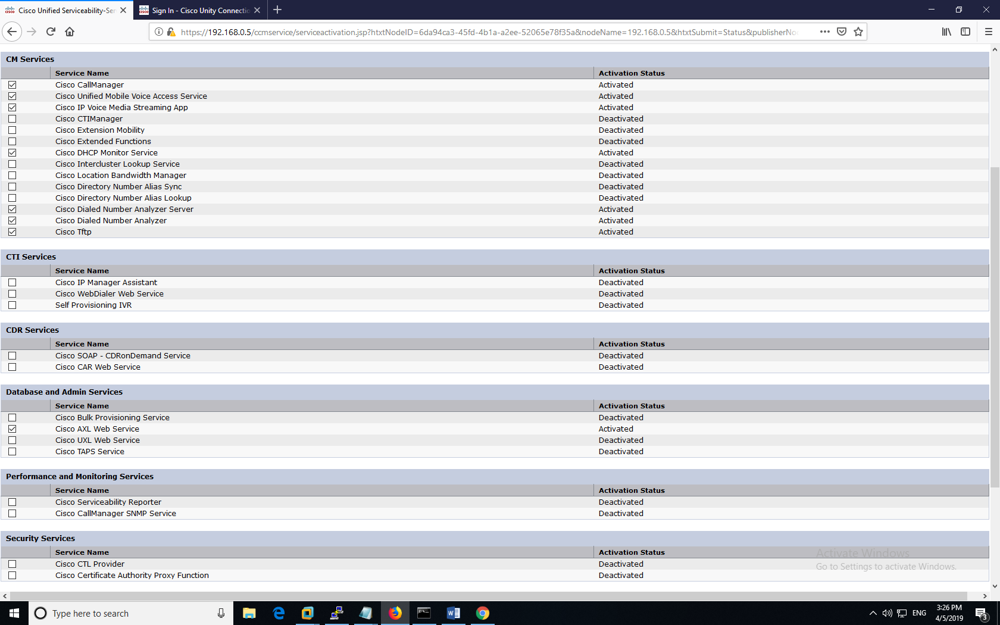 Cisco Unified Serviceability-Ser
Sign In - Cisco Unity Connectio
https://192.168.0.5/ccmservice/serviceactivation.jsp?htxtNodeID=6da94ca3-45fd-4b1a-a2ee-52065e78f35a&nodeName=192.168.0.5&htxtSubmit=Status&publisherNo
CM Services
Service Name Activation Status
Cisco CallManager Activated
Cisco Unified Mobile Voice Access Service Activated
Cisco IP Voice Media Streaming App Activated
Cisco CTIManager Deactivated
Cisco Extension Mobility Deactivated
Cisco Extended Functions Deactivated
Cisco DHCP Monitor Service Activated
Cisco Intercluster Lookup Service Deactivated
Cisco Location Bandwidth Manager Deactivated
Cisco Directory Number Alias Sync Deactivated
Cisco Directory Number Alias Lookup Deactivated
Cisco Dialed Number Analyzer Server Activated
Cisco Dialed Number Analyzer Activated
Cisco Tftp Activated
CTI Services
Service Name Activation Status
Cisco IP Manager Assistant Deactivated
Cisco WebDialer Web Service Deactivated
Self Provisioning IVR Deactivated
CDR Services
Service Name Activation Status
Cisco SOAP - CDRonDemand Service Deactivated
Cisco CAR Web Service Deactivated
Database and Admin Services
Service Name Activation Status
Cisco Bulk Provisioning Service Deactivated
Cisco AXL Web Service Activated
Cisco UXL Web Service Deactivated
Cisco TAPS Service Deactivated
Performance and Monitoring Services
Service Name Activation Status
Cisco Serviceability Reporter Deactivated
Cisco CallManager SNMP Service Deactivated
Security Services
Service Name Activation Status
Cisco CTL Provider Deactivated
Cisco Certificate Authority Proxy Function Deactivated
Activate Windows
Go to Settings to activate Windows.
Type here to search
ENG
3:26 PM
4/5/2019
3